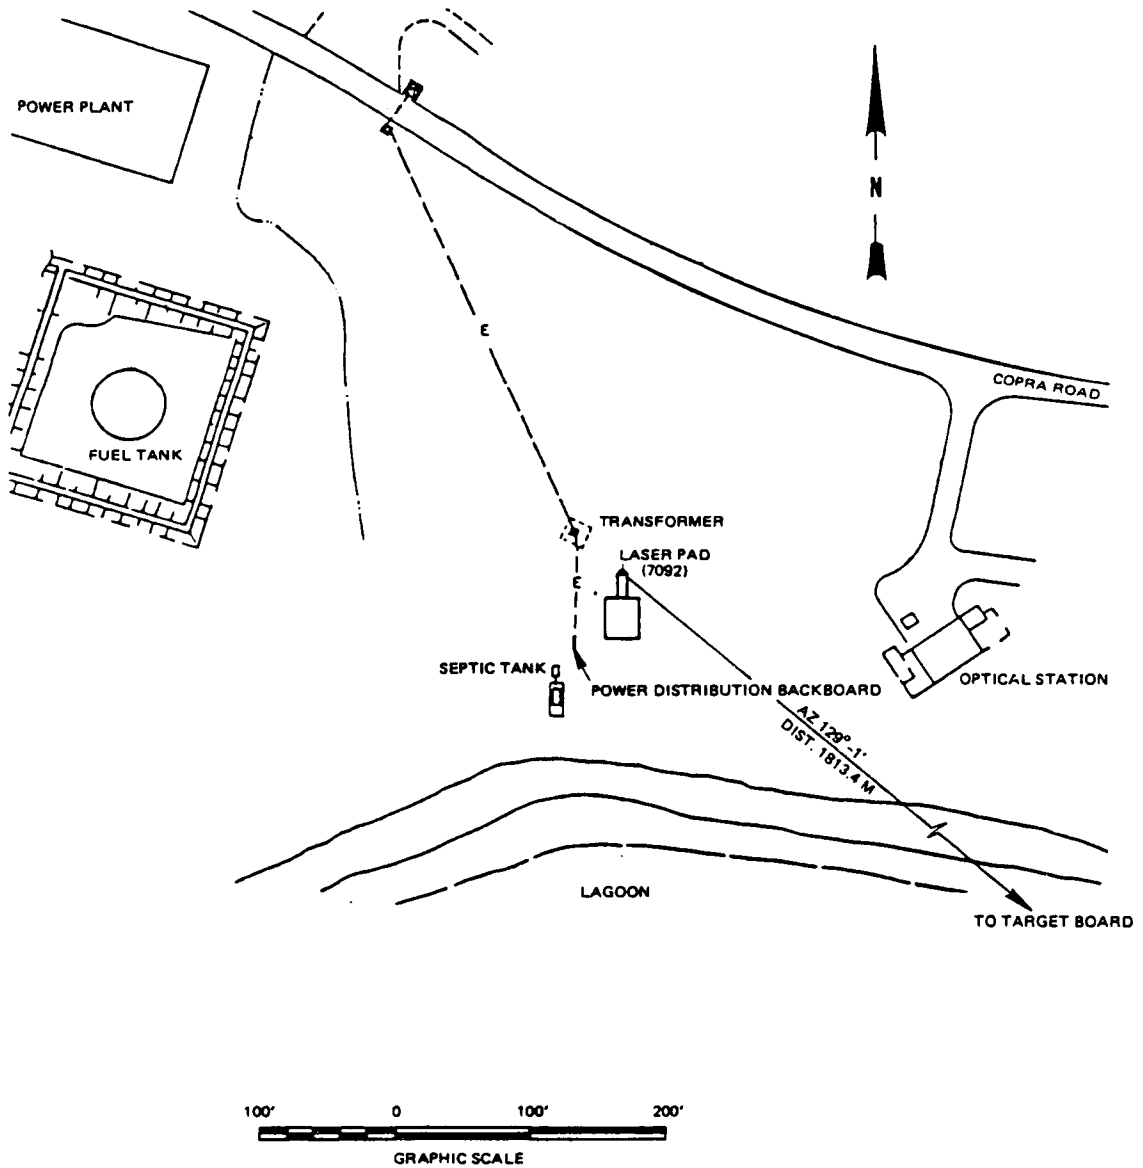 POWER PLANT
N
E
COPRA ROAD
FUEL TANK
TRANSFORMER
LASER PAD
(7092)
E
SEPTIC TANK
OPTICAL STATION
POWER DISTRIBUTION BACKBOARD
AZ 129°-1'
DIST. 1813.4 M
LAGOON
TO TARGET BOARD
100' 0 100' 200'
GRAPHIC SCALE